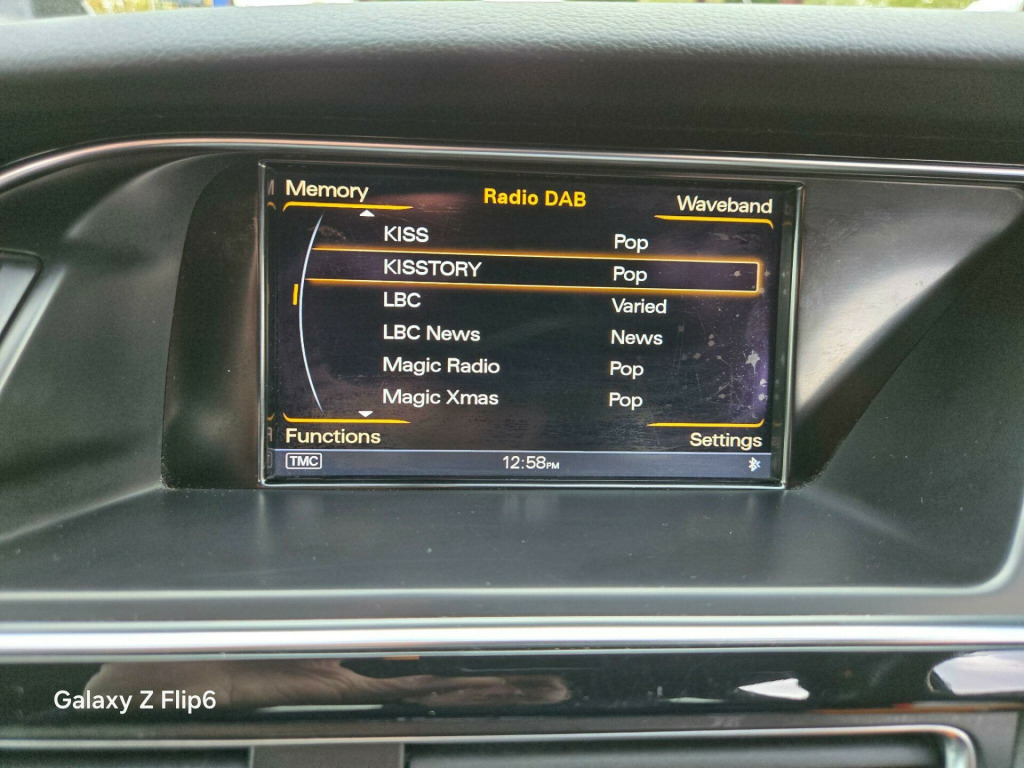 Memory
Radio DAB
Waveband
KISS Pop
KISSTORY Pop
LBC Varied
LBC News News
Magic Radio Pop
Magic Xmas Pop
Functions
Settings
TMC
12:58PM
Galaxy Z Flip6